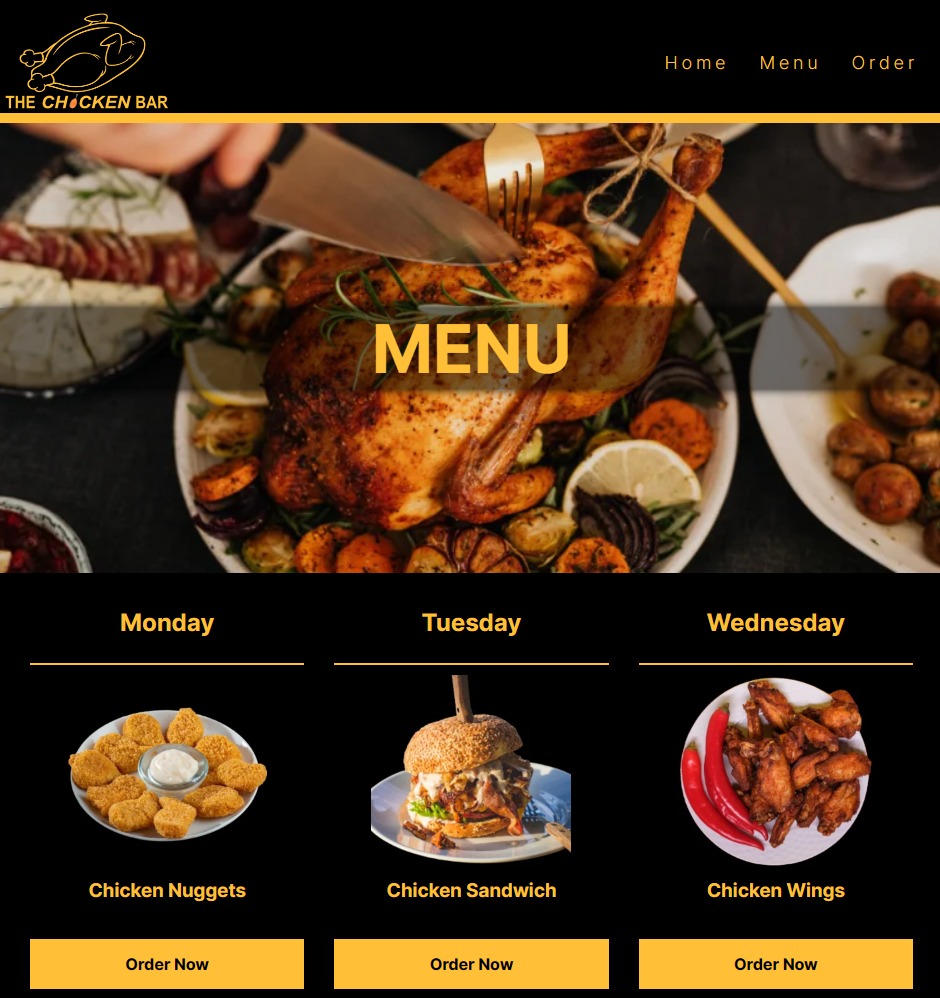 THE CHICKEN BAR
Home Menu Order
MENU
Monday Tuesday Wednesday
Chicken Nuggets Chicken Sandwich Chicken Wings
Order Now Order Now Order Now